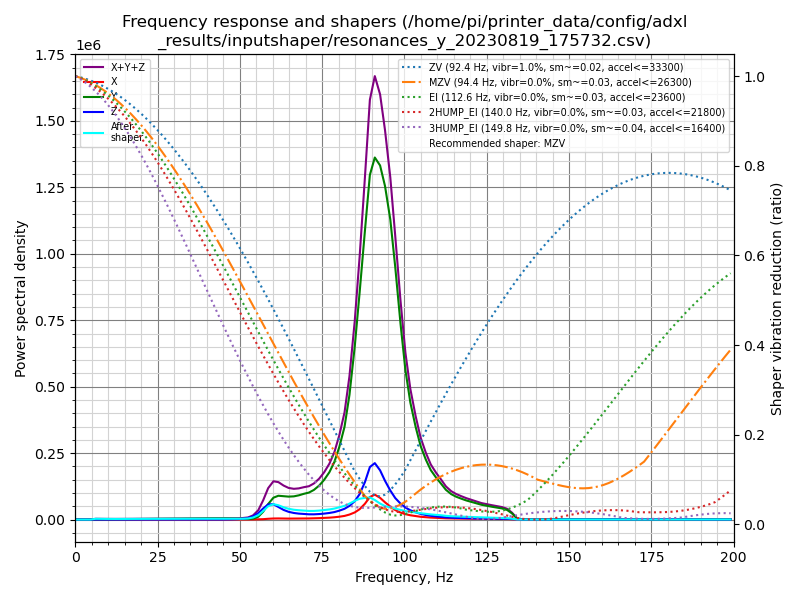 Frequency response and shapers (/home/pi/printer_data/config/adxl
_results/inputshaper/resonances_y_20230819_175732.csv)
1e6
X+Y+Z
X
Y
Z
After
shaper
ZV (92.4 Hz, vibr=1.0%, sm~=0.02, accel<=33300)
MZV (94.4 Hz, vibr=0.0%, sm~=0.03, accel<=26300)
EI (112.6 Hz, vibr=0.0%, sm~=0.03, accel<=23600)
2HUMP_EI (140.0 Hz, vibr=0.0%, sm~=0.03, accel<=21800)
3HUMP_EI (149.8 Hz, vibr=0.0%, sm~=0.04, accel<=16400)
Recommended shaper: MZV
Power spectral density
1.75
1.50
1.25
1.00
0.75
0.50
0.25
0.00
Shaper vibration reduction (ratio)
1.0
0.8
0.6
0.4
0.2
0.0
0 25 50 75 100 125 150 175 200
Frequency, Hz